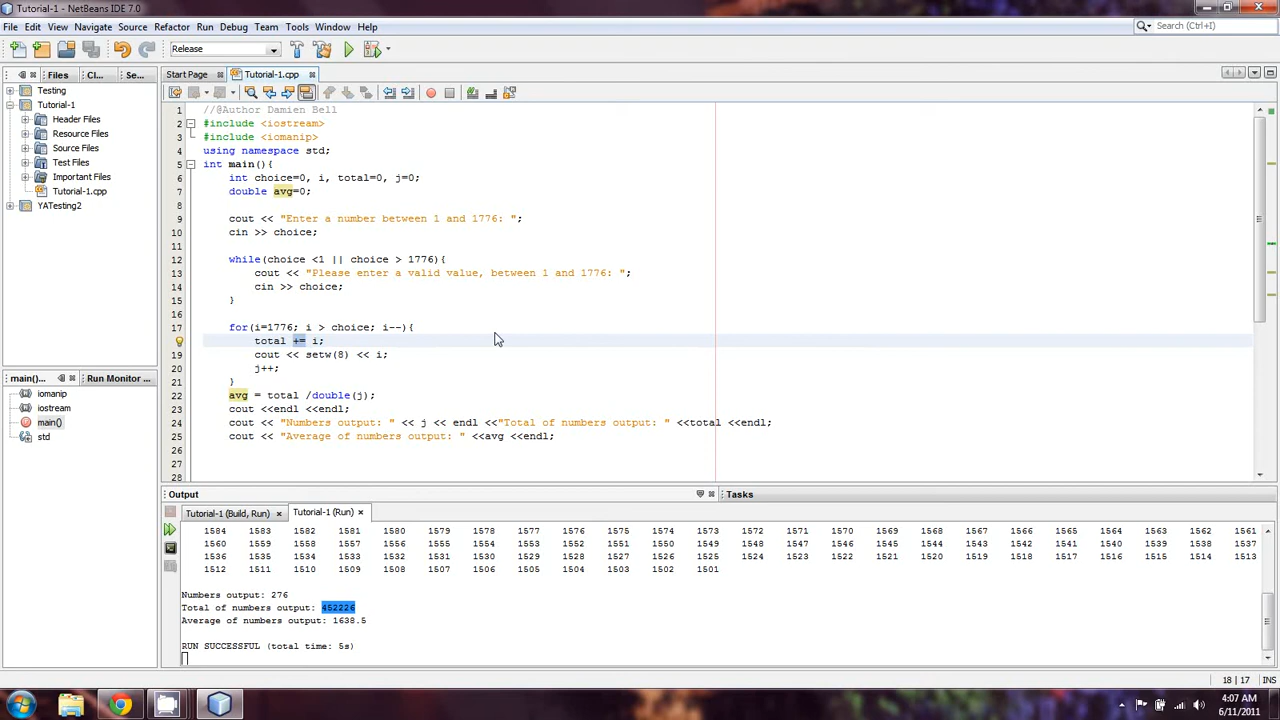 Tutorial-1 - NetBeans IDE 7.0
File Edit View Navigate Source Refactor Run Debug Team Tools Window Help
Search (Ctrl+I)
Release
Files Cl... Se...
Start Page Tutorial-1.cpp
Testing
Tutorial-1
Header Files
Resource Files
Source Files
Test Files
Important Files
Tutorial-1.cpp
YATesting2
1 //@Author Damien Bell
2 #include <iostream>
3 #include <iomanip>
4 using namespace std;
5 int main(){
6 int choice=0, i, total=0, j=0;
7 double avg=0;
8
9 cout << "Enter a number between 1 and 1776: ";
10 cin >> choice;
11
12 while(choice <1 || choice > 1776){
13 cout << "Please enter a valid value, between 1 and 1776: ";
14 cin >> choice;
15 }
16
17 for(i=1776; i > choice; i--){
total += i;
19 cout << setw(8) << i;
20 j++;
21 }
22 avg = total /double(j);
23 cout <<endl <<endl;
24 cout << "Numbers output: " << j << endl <<"Total of numbers output: " <<total <<endl;
25 cout << "Average of numbers output: " <<avg <<endl;
26
27
28
main()... Run Monitor
iomanip
iostream
main()
std
Output Tasks
Tutorial-1 (Build, Run) Tutorial-1 (Run)
1584 1583 1582 1581 1580 1579 1578 1577 1576 1575 1574 1573 1572 1571 1570 1569 1568 1567 1566 1565 1564 1563 1562 1561
1560 1559 1558 1557 1556 1555 1554 1553 1552 1551 1550 1549 1548 1547 1546 1545 1544 1543 1542 1541 1540 1539 1538 1537
1536 1535 1534 1533 1532 1531 1530 1529 1528 1527 1526 1525 1524 1523 1522 1521 1520 1519 1518 1517 1516 1515 1514 1513
1512 1511 1510 1509 1508 1507 1506 1505 1504 1503 1502 1501
Numbers output: 276
Total of numbers output: 452226
Average of numbers output: 1638.5
RUN SUCCESSFUL (total time: 5s)
18 | 17 INS
4:07 AM
6/11/2011